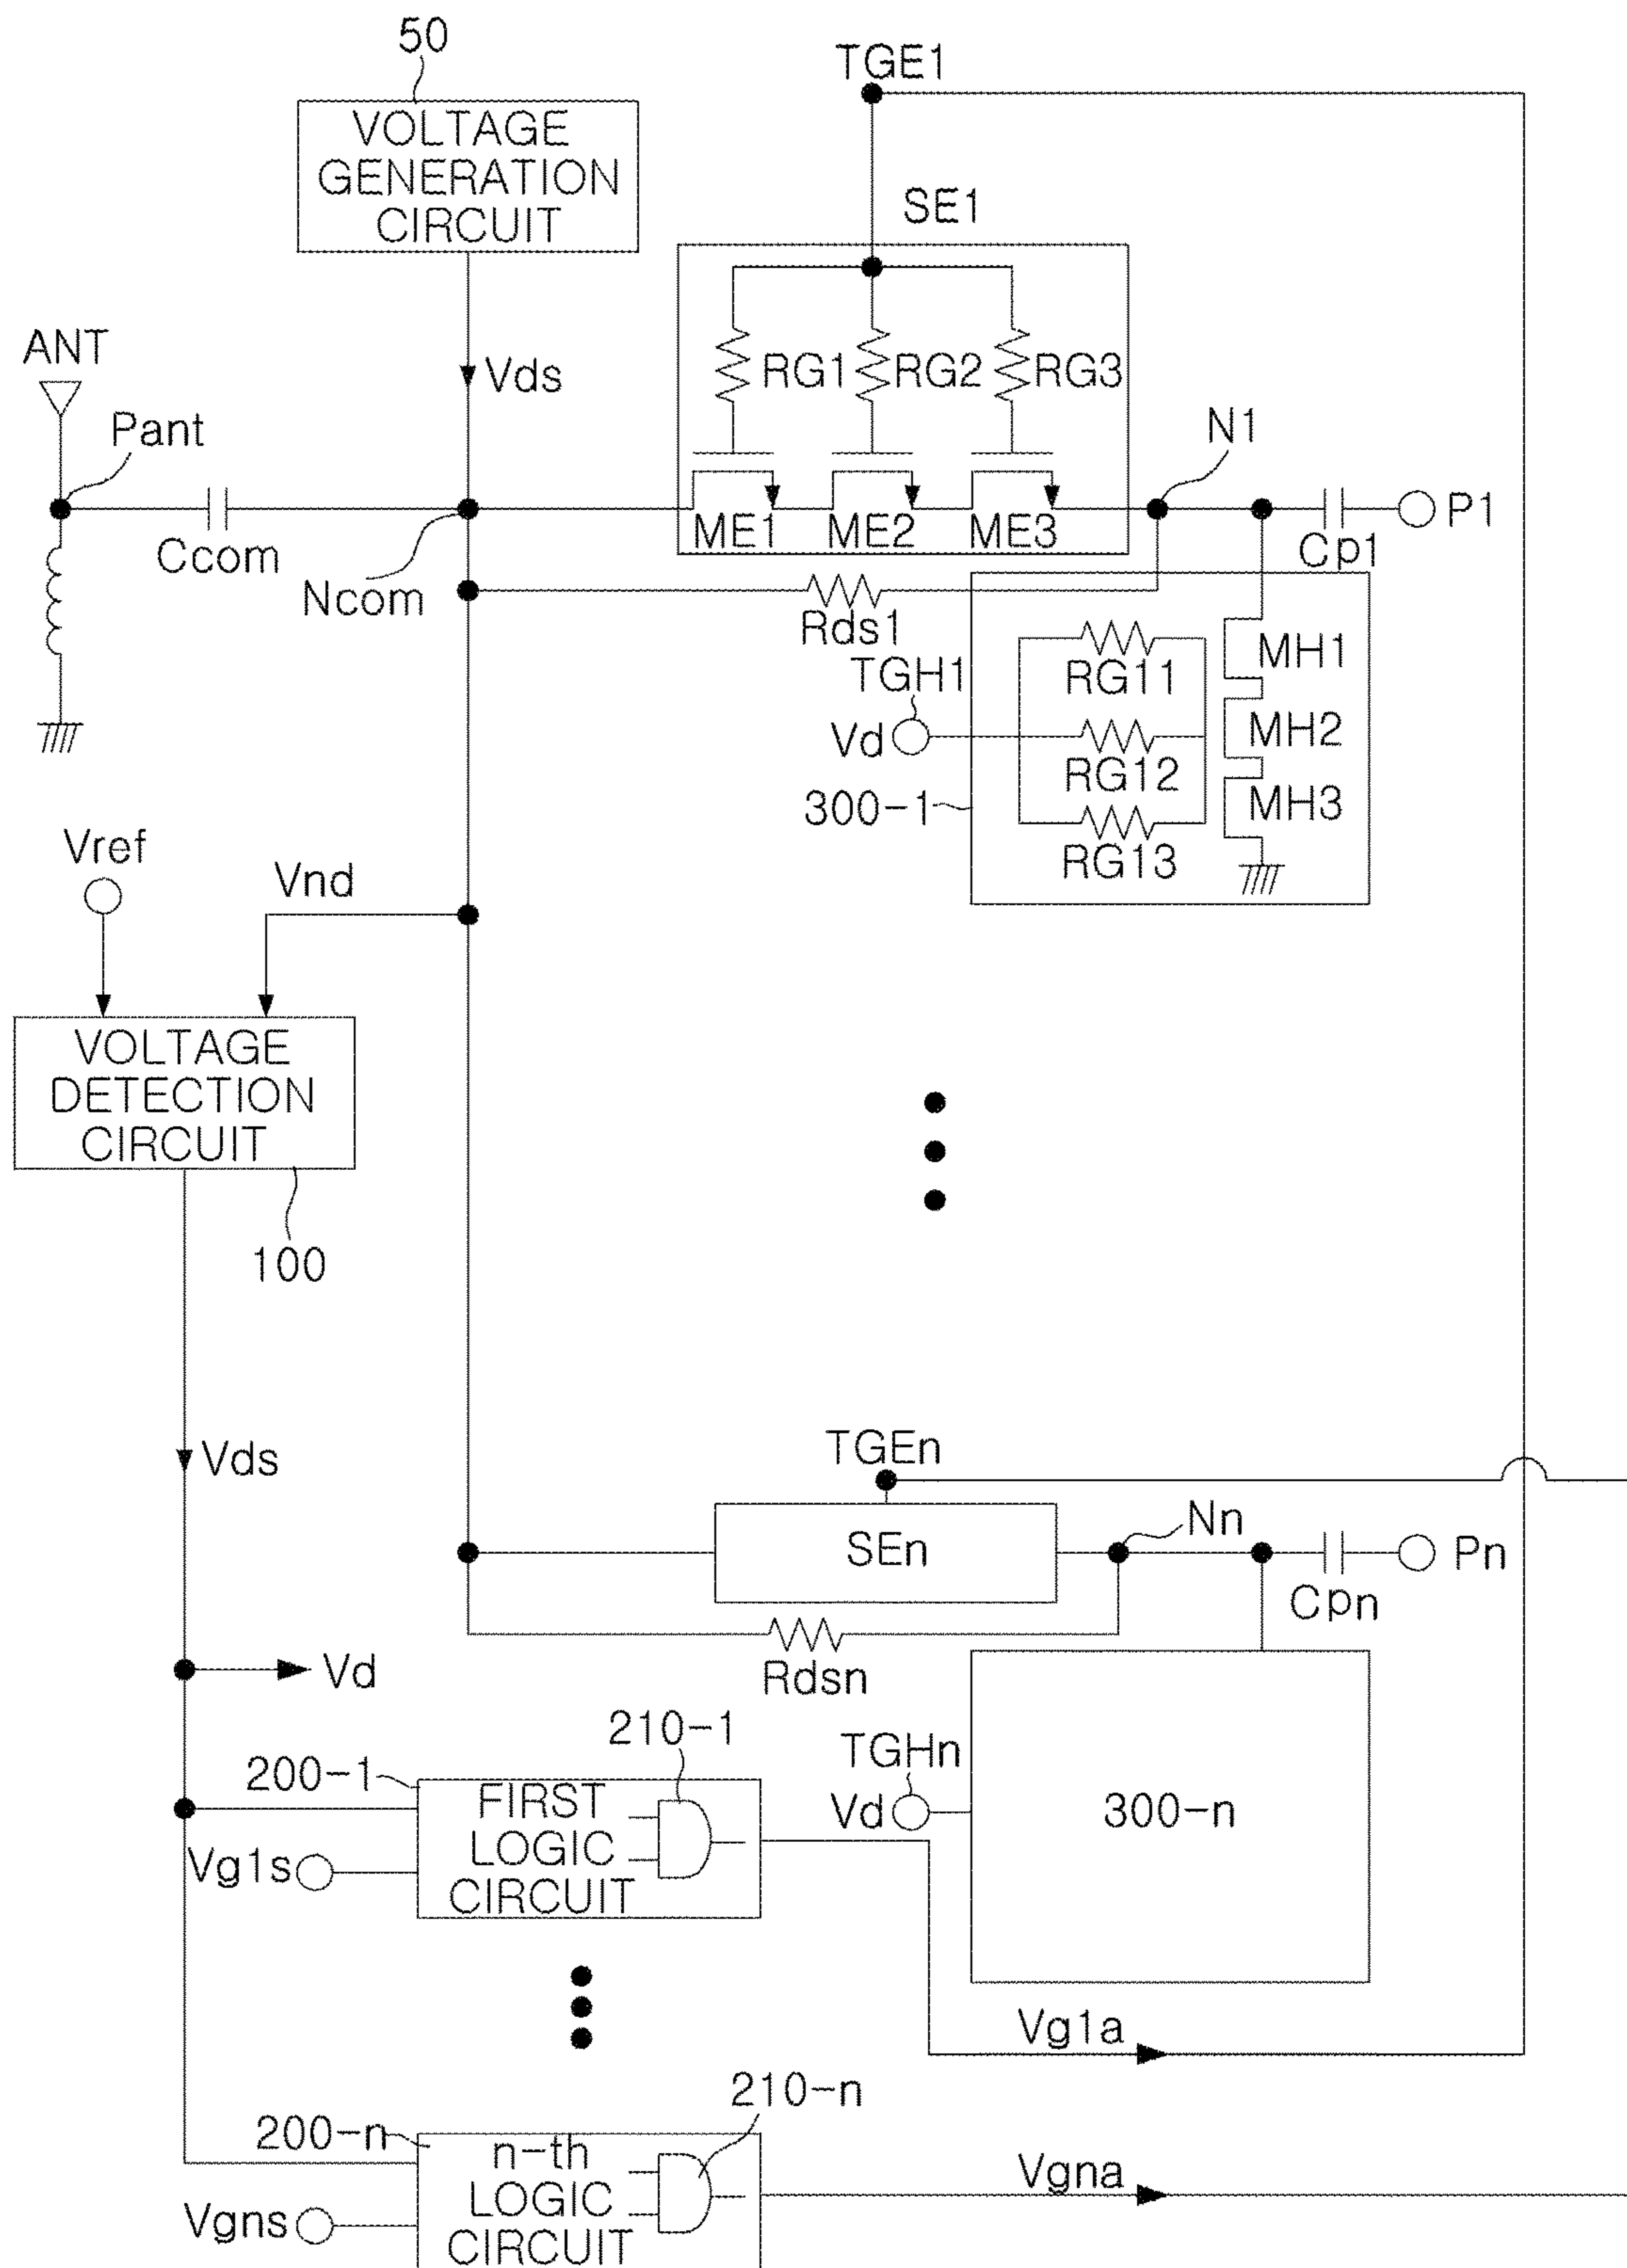 50
TGE1
VOLTAGE
GENERATION
CIRCUIT
SE1
ANT
Vds
RG1
RG2
RG3
Pant
N1
ME1
ME2
ME3
P1
Ccom
Cp1
Ncom
Rds1
MH1
TGH1
RG11
Vd
MH2
RG12
300-1
MH3
Vref
RG13
Vnd
VOLTAGE
DETECTION
CIRCUIT
100
TGEn
Vds
Nn
SEn
Pn
Cpn
Vd
Rdsn
210-1
TGHn
200-1
FIRST
LOGIC
CIRCUIT
Vd
300-n
Vg1s
Vg1a
210-n
200-n
n-th
LOGIC
CIRCUIT
Vgna
Vgns